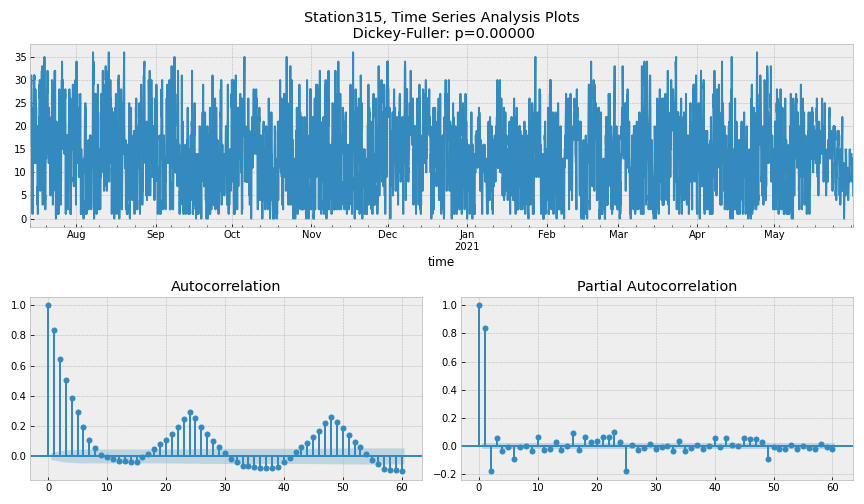 Station315, Time Series Analysis Plots
Dickey-Fuller: p=0.00000
35
30
25
20
15
10
5
0
Aug Sep Oct Nov Dec Jan Feb Mar Apr May
2021
time
Autocorrelation
1.0
0.8
0.6
0.4
0.2
0.0
0 10 20 30 40 50 60
Partial Autocorrelation
1.0
0.8
0.6
0.4
0.2
0.0
−0.2
0 10 20 30 40 50 60